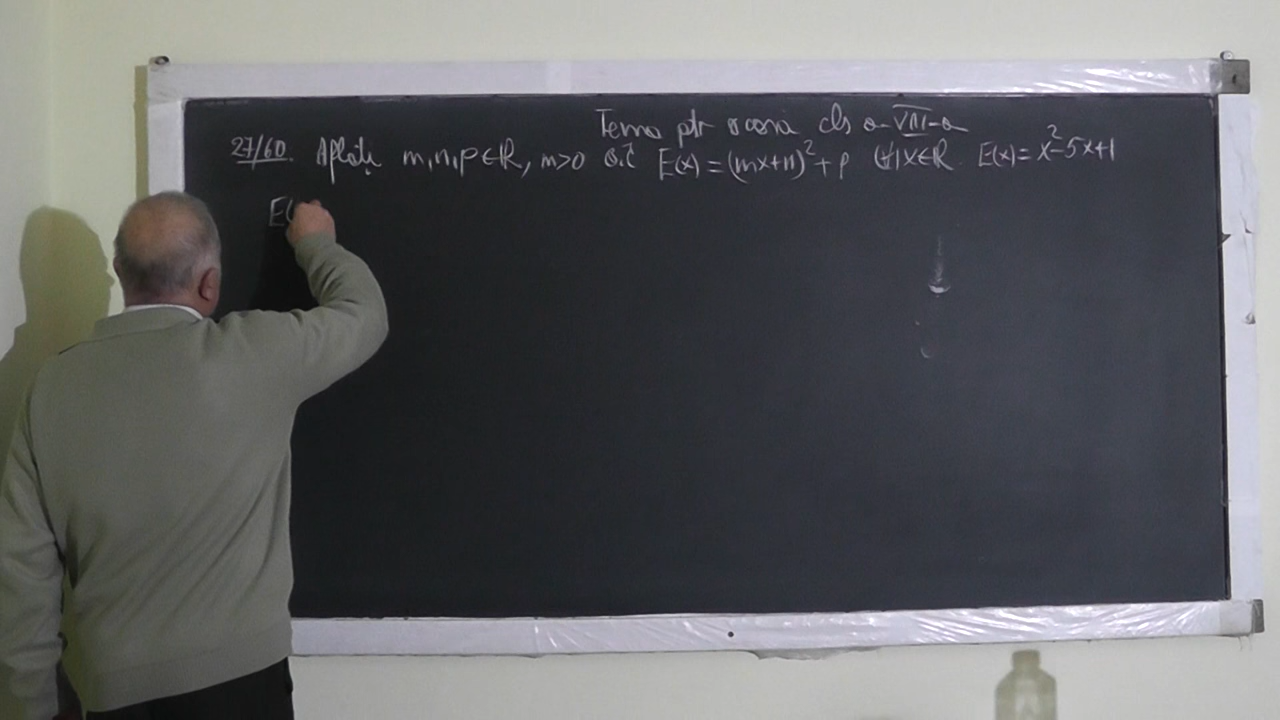 Tema ptr acasa cls a-VIII-a
27/60. Aflați m,n,p∈ℝ, m>0 a.î E(x)=(mx+n)²+p (∀)x∈ℝ. E(x)=x²-5x+1
E(